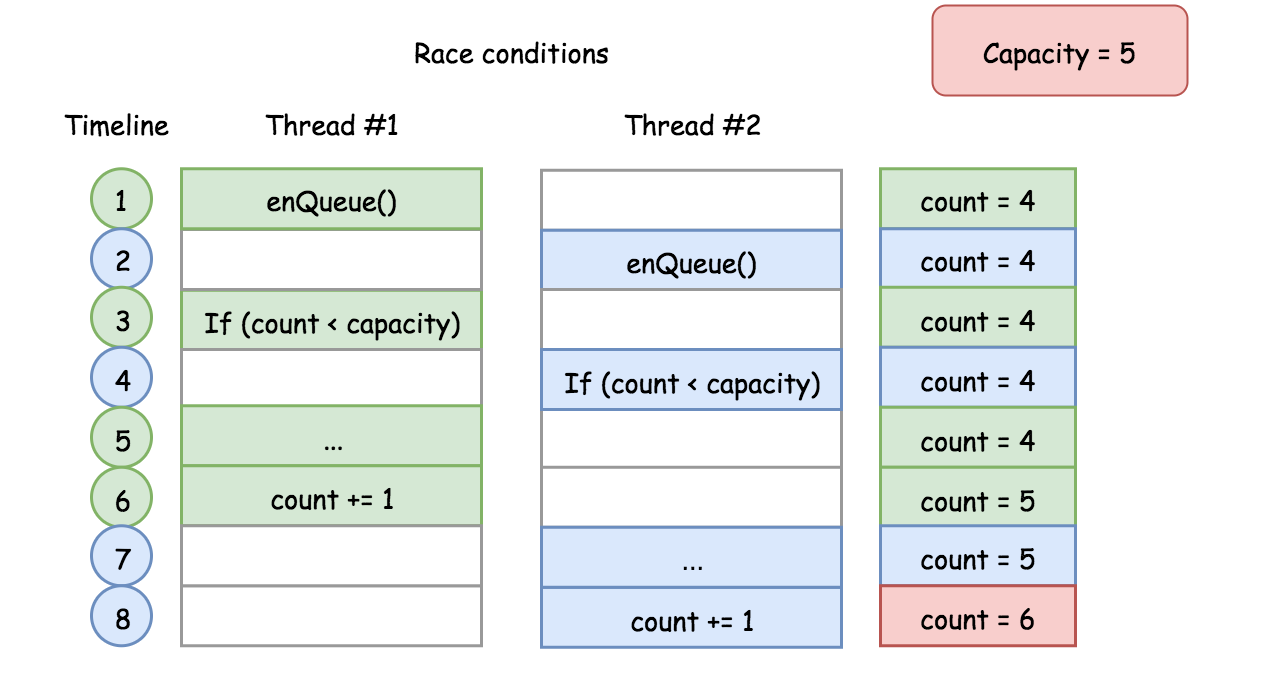 Race conditions
Capacity = 5
Timeline
Thread #1
Thread #2
1
enQueue()
count = 4
2
enQueue()
count = 4
3
If (count < capacity)
count = 4
4
If (count < capacity)
count = 4
5
...
count = 4
6
count += 1
count = 5
7
...
count = 5
8
count += 1
count = 6